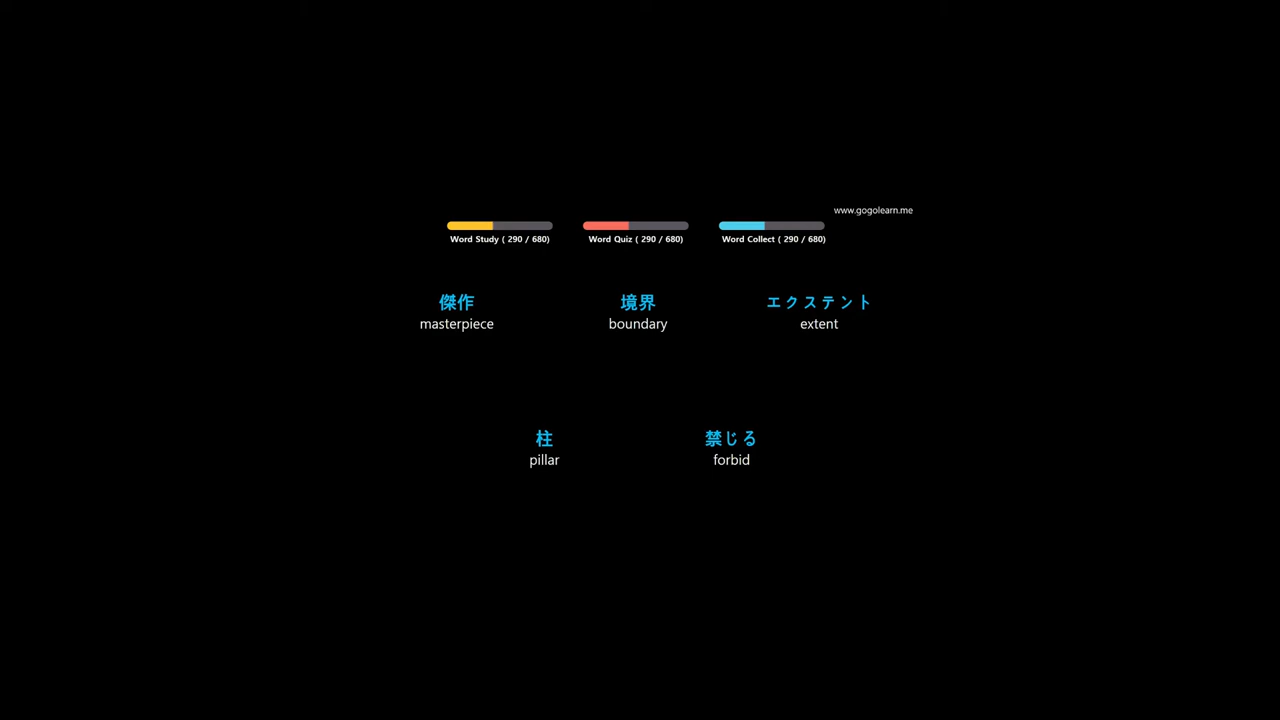 www.gogolearn.me
Word Study ( 290 / 680)
Word Quiz ( 290 / 680)
Word Collect ( 290 / 680)
傑作
masterpiece
境界
boundary
エクステント
extent
柱
pillar
禁じる
forbid